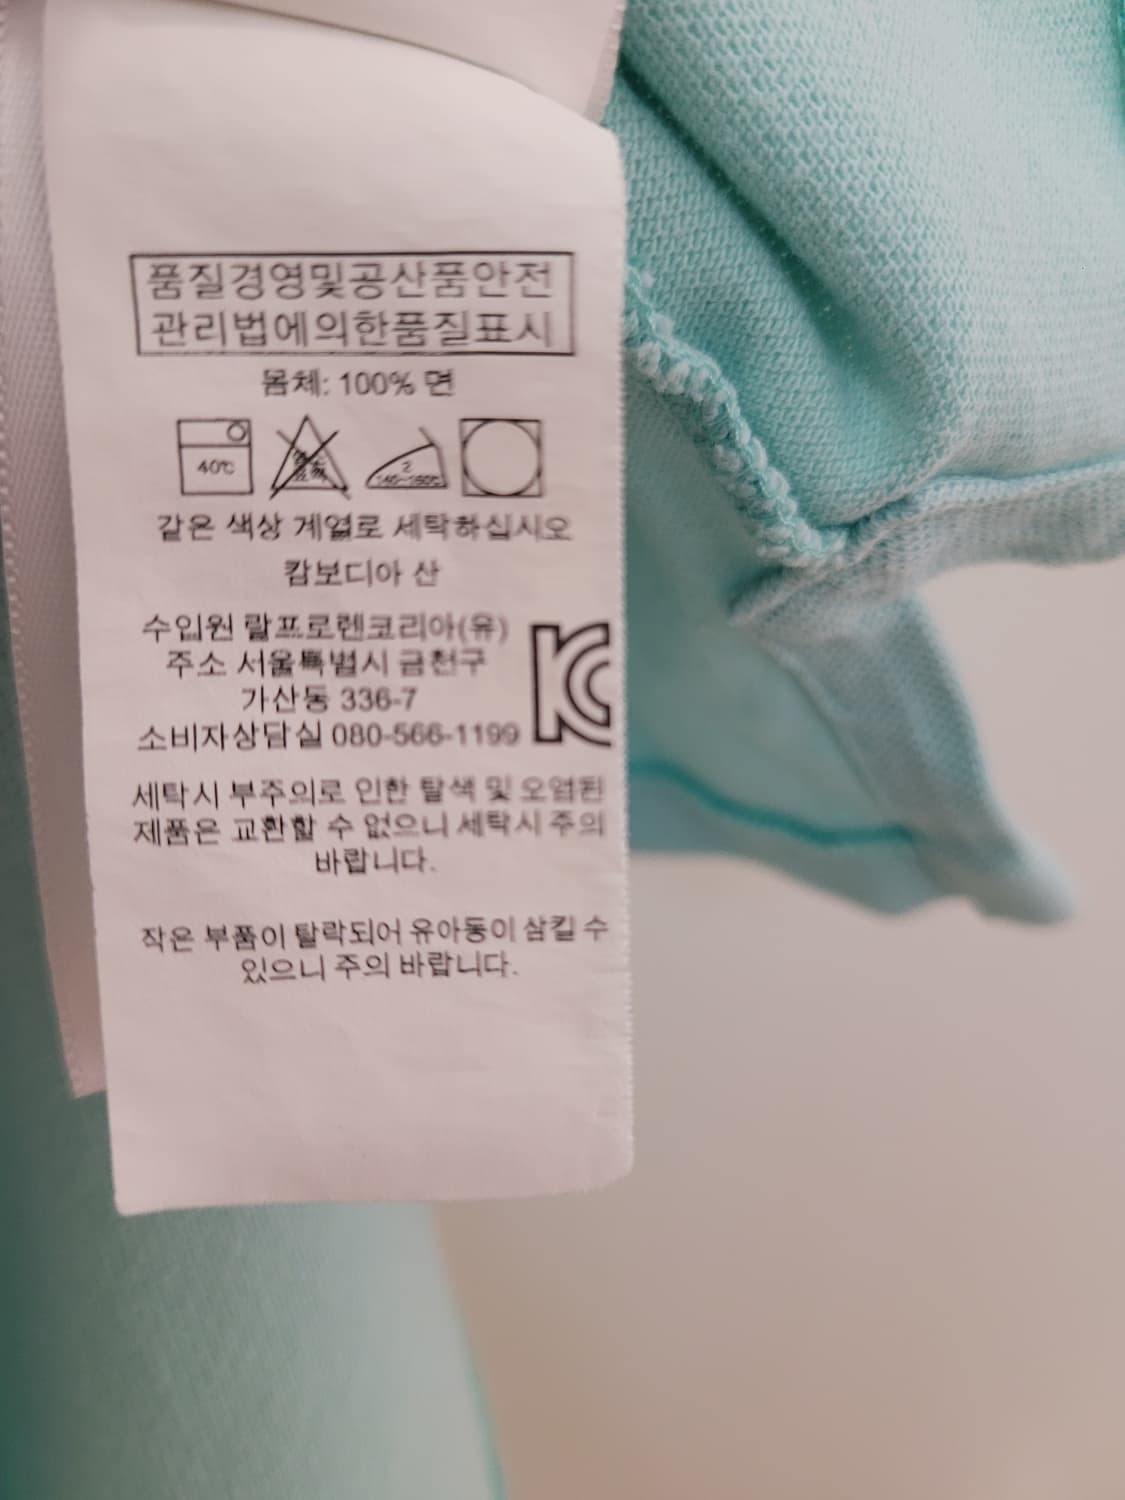 품질경영및공산품안전
관리법에의한품질표시
몸체: 100% 면
40℃
2
140~160℃
같은 색상 계열로 세탁하십시오
캄보디아 산
수입원 랄프로렌코리아(유)
주소 서울특별시 금천구
가산동 336-7
소비자상담실 080-566-1199
세탁시 부주의로 인한 탈색 및 오염된
제품은 교환할 수 없으니 세탁시 주의
바랍니다.
작은 부품이 탈락되어 유아동이 삼킬 수
있으니 주의 바랍니다.